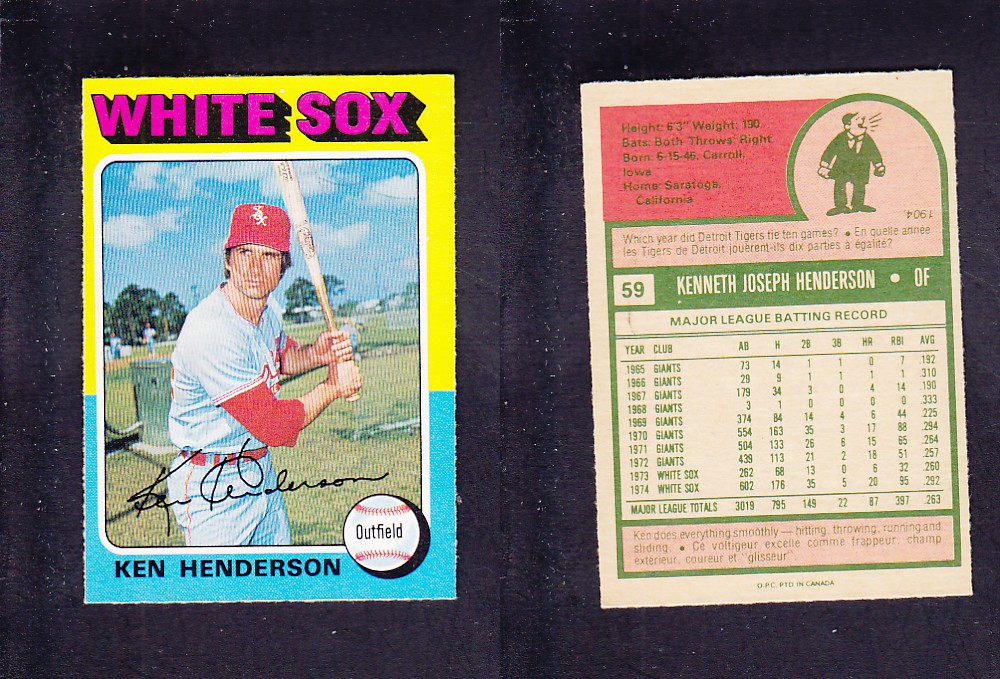 WHITE SOX
SOX
Ken Henderson
Outfield
KEN HENDERSON
Height: 6'3" Weight: 190
Bats: Both Throws: Right
Born: 6-15-46, Carroll,
Iowa
Home: Saratoga,
California
1904.
Which year did Detroit Tigers tie ten games? • En quelle année
les Tigers de Detroit jouèrent-ils dix parties à égalité?
59 KENNETH JOSEPH HENDERSON • OF
MAJOR LEAGUE BATTING RECORD
YEAR CLUB AB H 2B 3B HR RBI AVG
1965 GIANTS 73 14 1 1 0 7 .192
1966 GIANTS 29 9 1 1 1 1 .310
1967 GIANTS 179 34 3 0 4 14 .190
1968 GIANTS 3 1 0 0 0 0 .333
1969 GIANTS 374 84 14 4 6 44 .225
1970 GIANTS 554 163 35 3 17 88 .294
1971 GIANTS 504 133 26 6 15 65 .264
1972 GIANTS 439 113 21 2 18 51 .257
1973 WHITE SOX 262 68 13 0 6 32 .260
1974 WHITE SOX 602 176 35 5 20 95 .292
MAJOR LEAGUE TOTALS 3019 795 149 22 87 397 .263
Ken does everything smoothly — hitting, throwing, running and
sliding. • Ce voltigeur excelle comme frappeur, champ
extérieur, coureur et "glisseur".
O.P.C. PTD IN CANADA